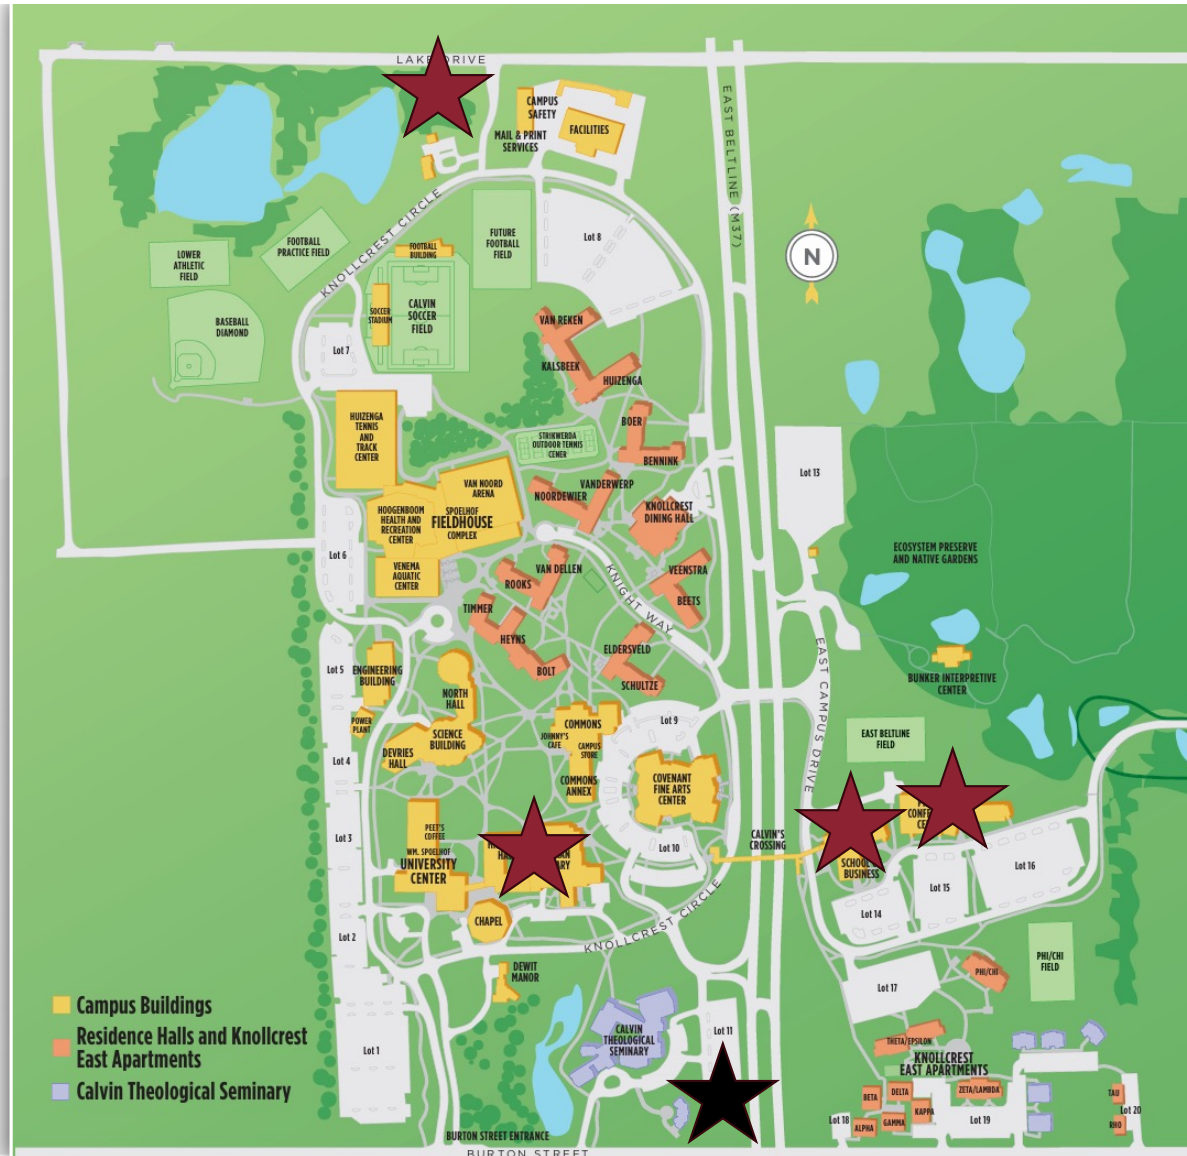 LAKE DRIVE
CAMPUS
SAFETY
FACILITIES
MAIL & PRINT
SERVICES
EAST BELTLINE (M37)
KNOLLCREST CIRCLE
LOWER
ATHLETIC
FIELD
FOOTBALL
PRACTICE FIELD
FOOTBALL
BUILDING
FUTURE
FOOTBALL
FIELD
Lot 8
N
BASEBALL
DIAMOND
SOCCER
STADIUM
CALVIN
SOCCER
FIELD
Lot 7
VAN REKEN
KALSBEEK
HUIZENGA
HUIZENGA
TENNIS
AND
TRACK
CENTER
BOER
BENNINK
STRIKWERDA
OUTDOOR TENNIS
CENER
Lot 13
VAN NOORD
ARENA
NOORDEWIER
VANDERWERP
KNOLLCREST
DINING HALL
HOOGENBOOM
HEALTH AND
RECREATION
CENTER
SPOELHOF
FIELDHOUSE
COMPLEX
Lot 6
VENEMA
AQUATIC
CENTER
ECOSYSTEM PRESERVE
AND NATIVE GARDENS
ROOKS
VAN DELLEN
KNIGHT WAY
VEENSTRA
BEETS
TIMMER
HEYNS
BOLT
ELDERSVELD
SCHULTZE
EAST CAMPUS DRIVE
BUNKER INTERPRETIVE
CENTER
Lot 5
ENGINEERING
BUILDING
NORTH
HALL
POWER
PLANT
SCIENCE
BUILDING
DEVRIES
HALL
COMMONS
JOHNNY'S
CAFE
CAMPUS
STORE
COMMONS
ANNEX
Lot 9
EAST BELTLINE
FIELD
Lot 4
COVENANT
FINE ARTS
CENTER
Lot 3
PEET'S
COFFEE
WM. SPOELHOF
UNIVERSITY
CENTER
Lot 10
CALVIN'S
CROSSING
SCHOOL
BUSINESS
Lot 16
Lot 15
Lot 14
CHAPEL
KNOLLCREST CIRCLE
Lot 2
DEWIT
MANOR
PHI/CHI
PHI/CHI
FIELD
Lot 17
Campus Buildings
Residence Halls and Knollcrest
East Apartments
Calvin Theological Seminary
Lot 1
CALVIN
THEOLOGICAL
SEMINARY
Lot 11
THETA/EPSILON
KNOLLCREST
EAST APARTMENTS
BETA
DELTA
ZETA/LAMBDA
KAPPA
ALPHA
GAMMA
Lot 18
Lot 19
TAU
Lot 20
RHO
BURTON STREET ENTRANCE
BURTON STREET